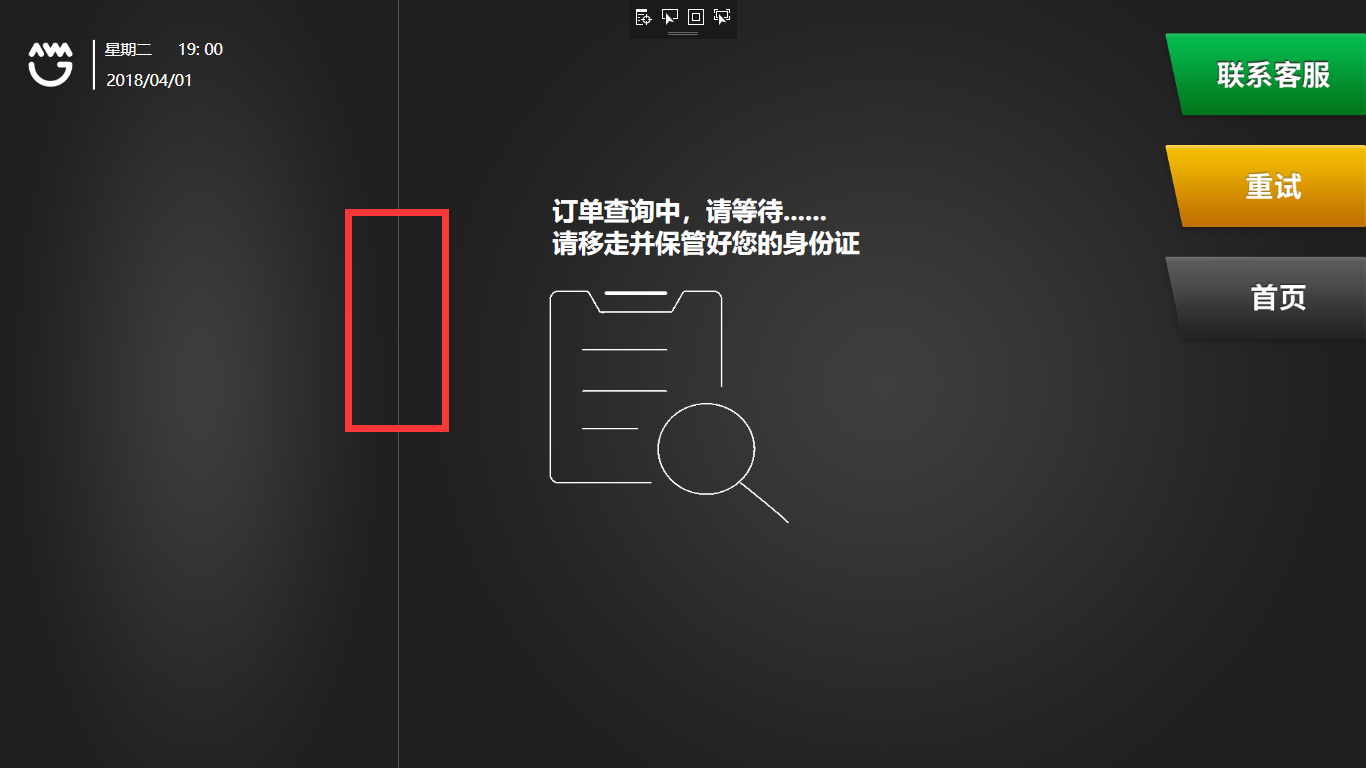 星期二 19: 00
2018/04/01
联系客服
重试
首页
订单查询中，请等待......
请移走并保管好您的身份证